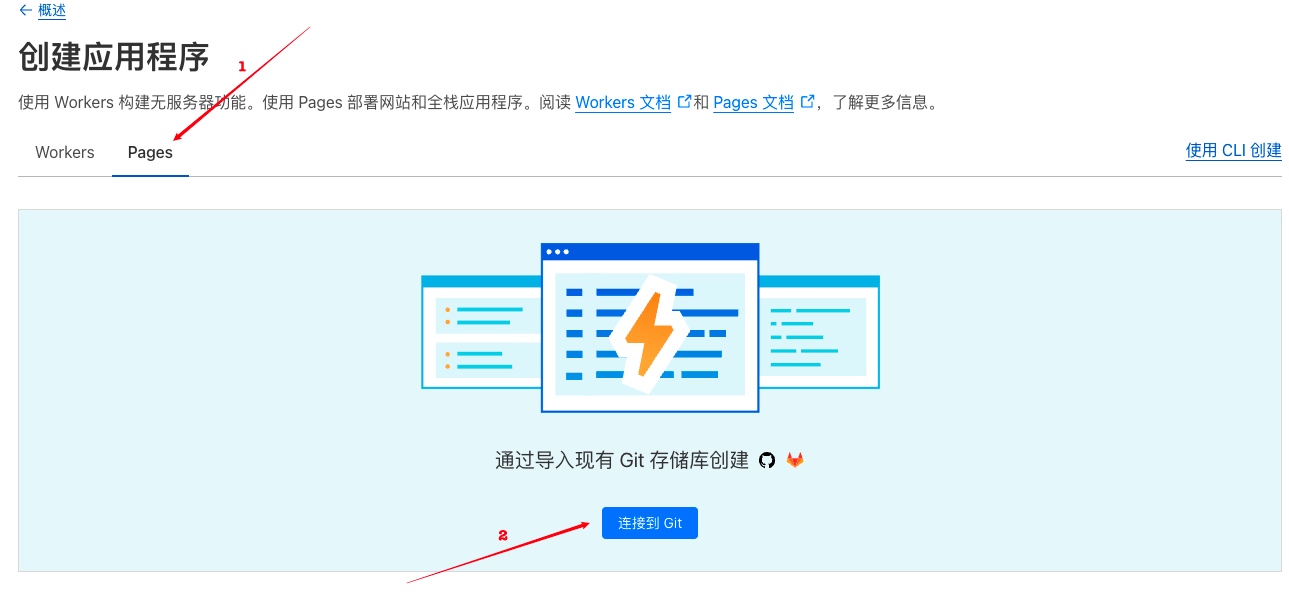 ← 概述
创建应用程序
1
使用 Workers 构建无服务器功能。使用 Pages 部署网站和全栈应用程序。阅读 Workers 文档 和 Pages 文档 ，了解更多信息。
Workers Pages 使用 CLI 创建
通过导入现有 Git 存储库创建
连接到 Git
2